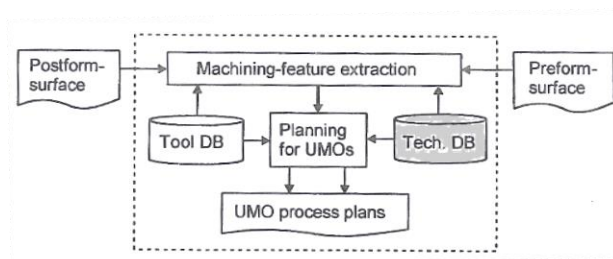 Postform-
surface
Machining-feature extraction
Preform-
surface
Tool DB
Planning
for UMOs
Tech. DB
UMO process plans